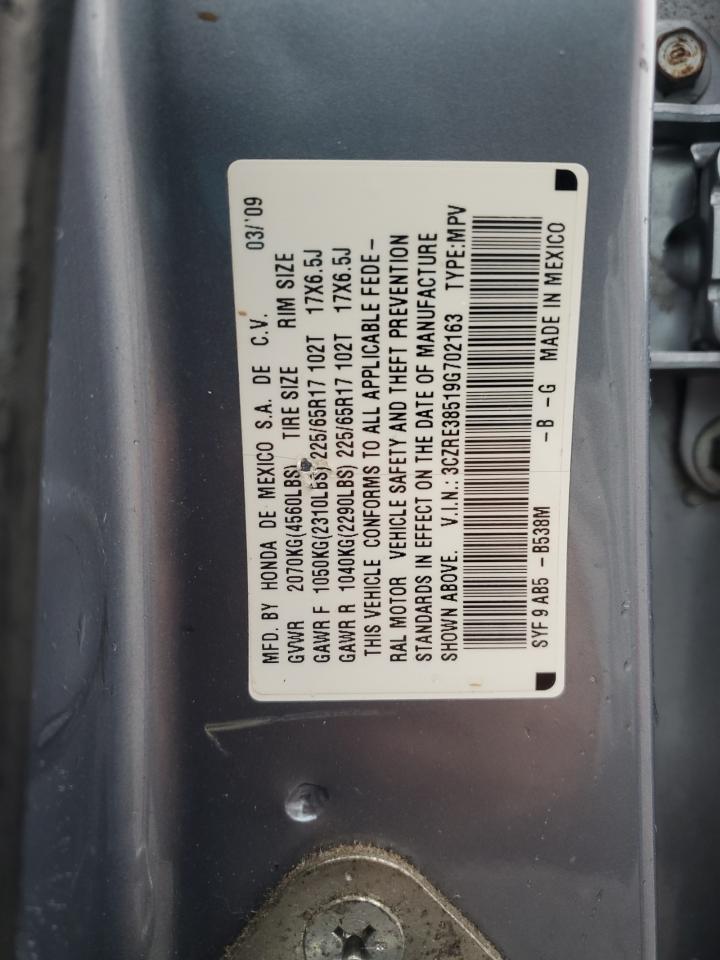 MFD. BY HONDA DE MEXICO S.A. DE C.V. 03/'09
GVWR 2070KG(4560LBS) TIRE SIZE RIM SIZE
GAWR F 1050KG(2310LBS) 225/65R17 102T 17X6.5J
GAWR R 1040KG(2290LBS) 225/65R17 102T 17X6.5J
THIS VEHICLE CONFORMS TO ALL APPLICABLE FEDE-
RAL MOTOR VEHICLE SAFETY AND THEFT PREVENTION
STANDARDS IN EFFECT ON THE DATE OF MANUFACTURE
SHOWN ABOVE. V.I.N.: 3CZRE38519G702163 TYPE:MPV
SYF 9 AB5 -B538M -B -G MADE IN MEXICO